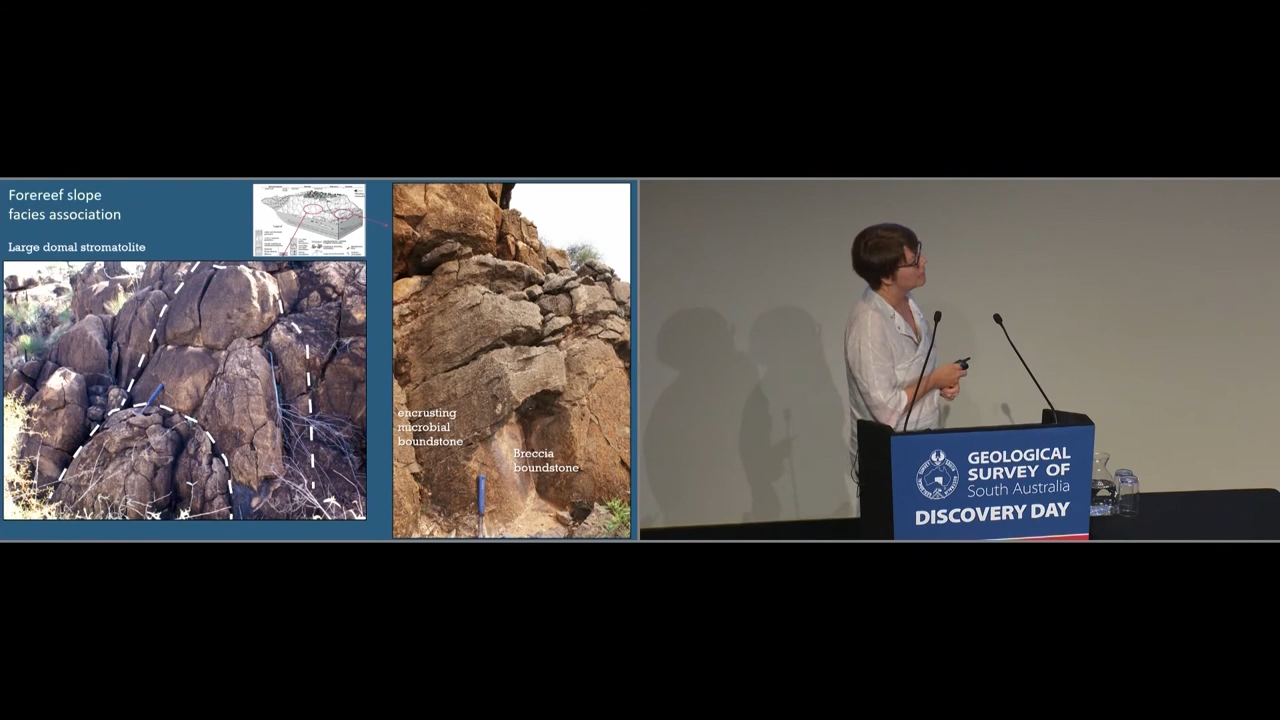 Forereef slope
facies association
Large domal stromatolite
encrusting
microbial
boundstone
Breccia
boundstone
GEOLOGICAL
SURVEY OF
South Australia
DISCOVERY DAY